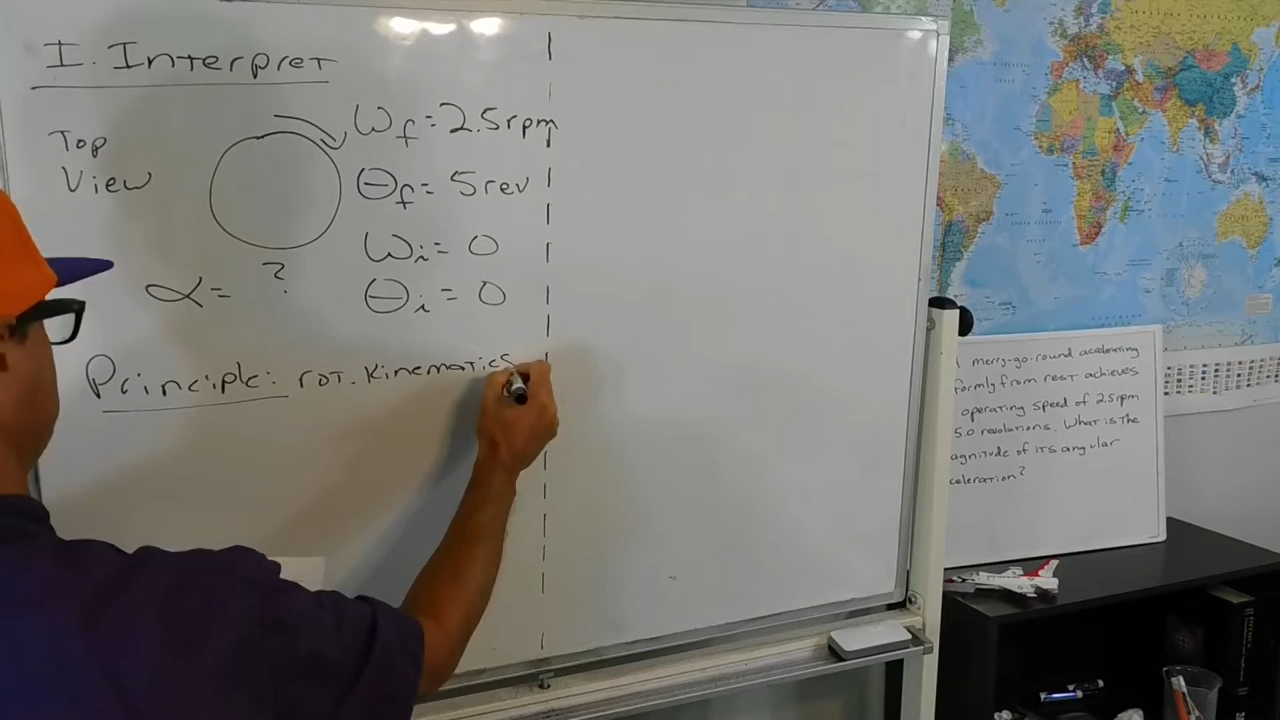 I. Interpret
Top
View
ωf = 2.5rpm
Θf = 5rev
ωi = 0
Θi = 0
α = ?
Principle: rot. kinematics
merry-go-round accelerating
formly from rest achieves
operating speed of 2.5rpm
5.0 revolutions. What is the
agnitude of its angular
celeration?